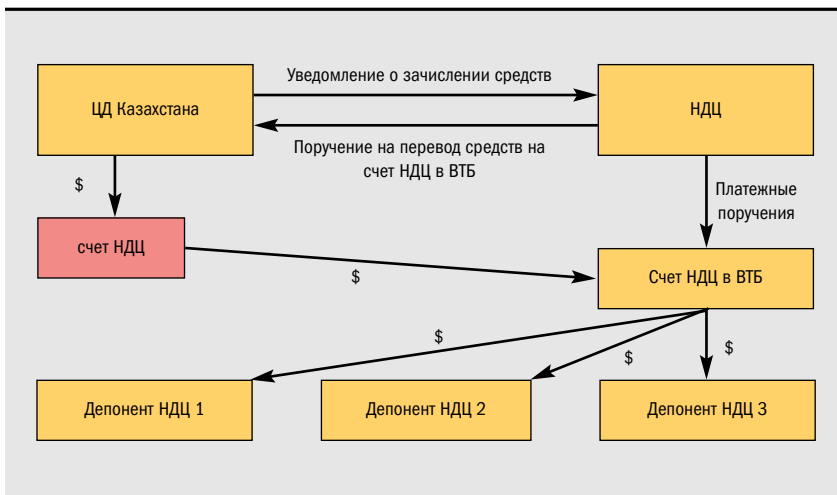 Уведомление о зачислении средств
ЦД Казахстана
НДЦ
Поручение на перевод средств на
счет НДЦ в ВТБ
$
Платежные
поручения
счет НДЦ
$
Счет НДЦ в ВТБ
$
$
$
Депонент НДЦ 1
Депонент НДЦ 2
Депонент НДЦ 3